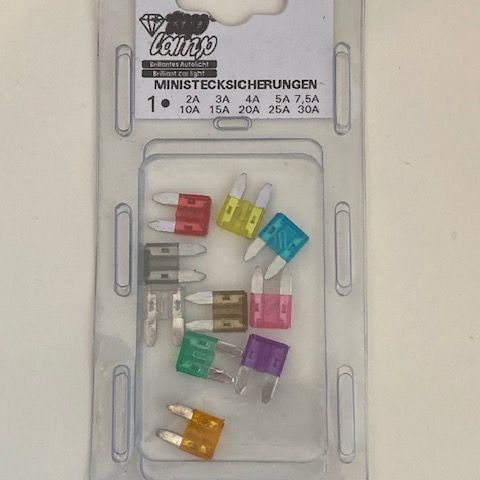 lamp
Brillantes Autolicht
Brilliant car light
MINISTECKSICHERUNGEN
1 • 2A 3A 4A 5A 7,5A
10A 15A 20A 25A 30A